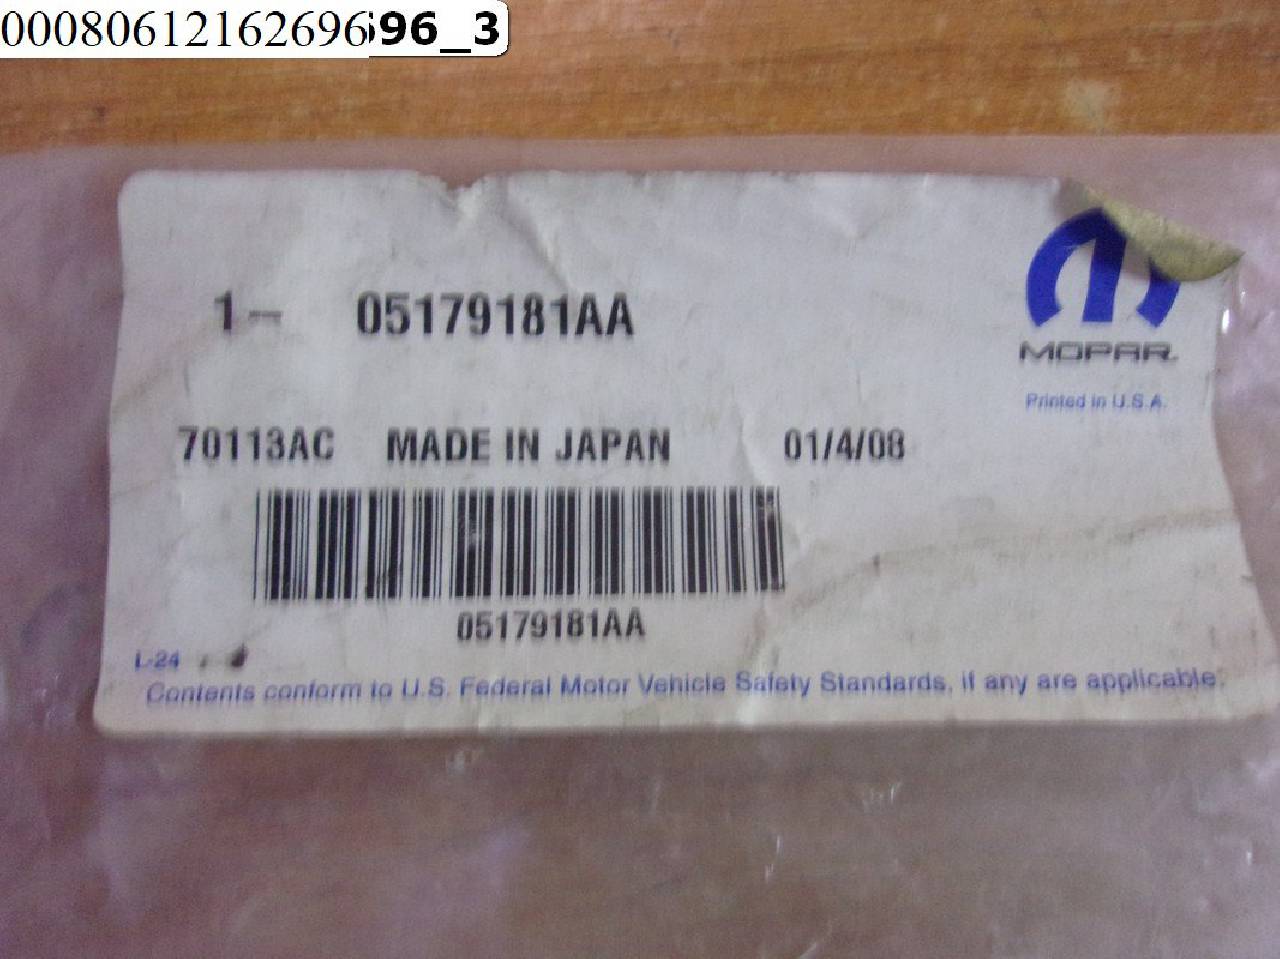 0008061216269696_3
1- 05179181AA
MOPAR.
Printed in U.S.A.
70113AC MADE IN JAPAN 01/4/08
05179181AA
L-24
Contents conform to U.S. Federal Motor Vehicle Safety Standards, if any are applicable.